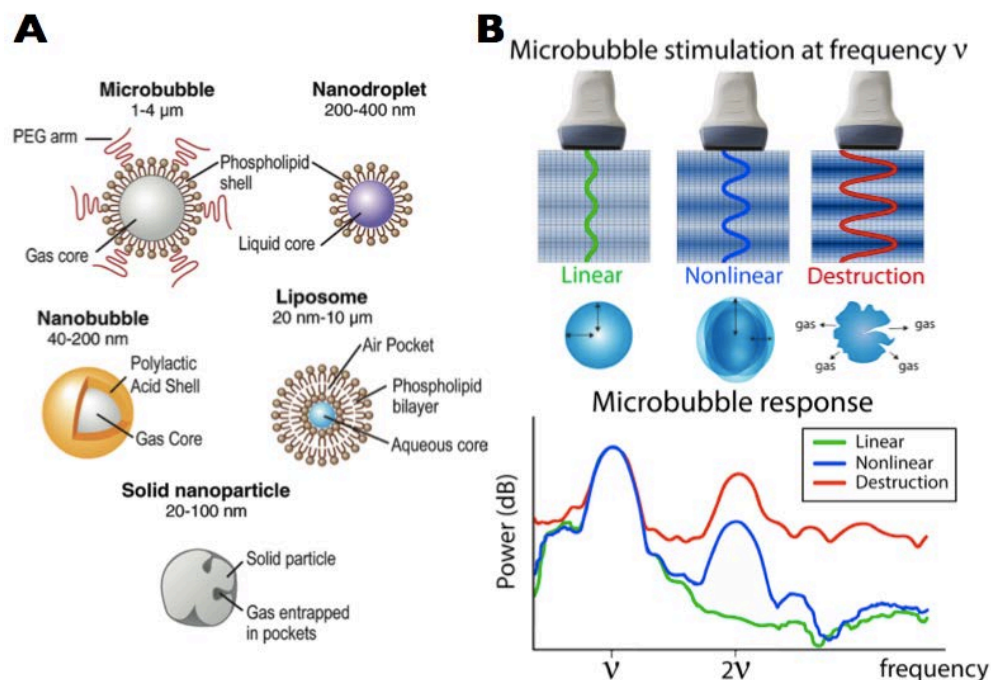 A
Microbubble
1-4 µm
PEG arm
Gas core
Phospholipid
shell
Nanodroplet
200-400 nm
Liquid core
Nanobubble
40-200 nm
Polylactic
Acid Shell
Gas Core
Liposome
20 nm-10 µm
Air Pocket
Phospholipid
bilayer
Aqueous core
Solid nanoparticle
20-100 nm
Solid particle
Gas entrapped
in pockets
B
Microbubble stimulation at frequency ν
Linear
Nonlinear
Destruction
gas
gas
gas
gas
Microbubble response
Linear
Nonlinear
Destruction
Power (dB)
ν
2ν
frequency